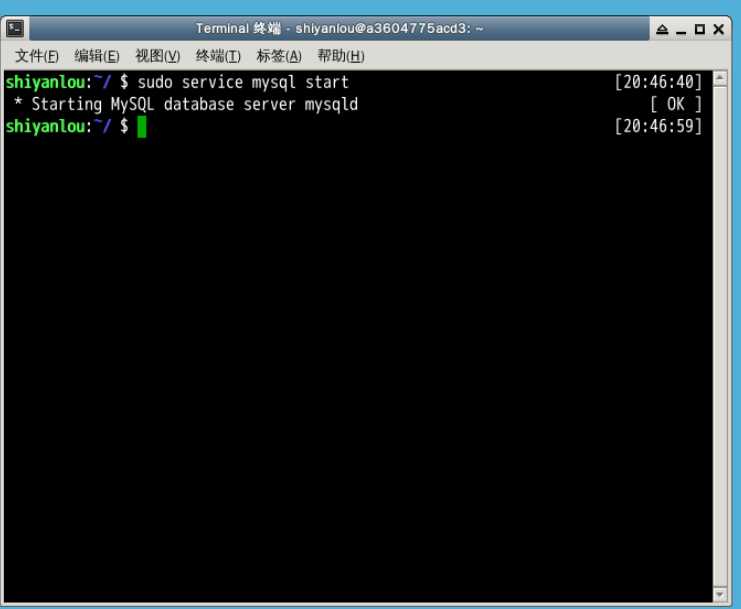 Terminal 终端 - shiyanlou@a3604775acd3: ~
文件(F) 编辑(E) 视图(V) 终端(T) 标签(A) 帮助(H)
shiyanlou:~/ $ sudo service mysql start [20:46:40]
* Starting MySQL database server mysqld [ OK ]
shiyanlou:~/ $ [20:46:59]